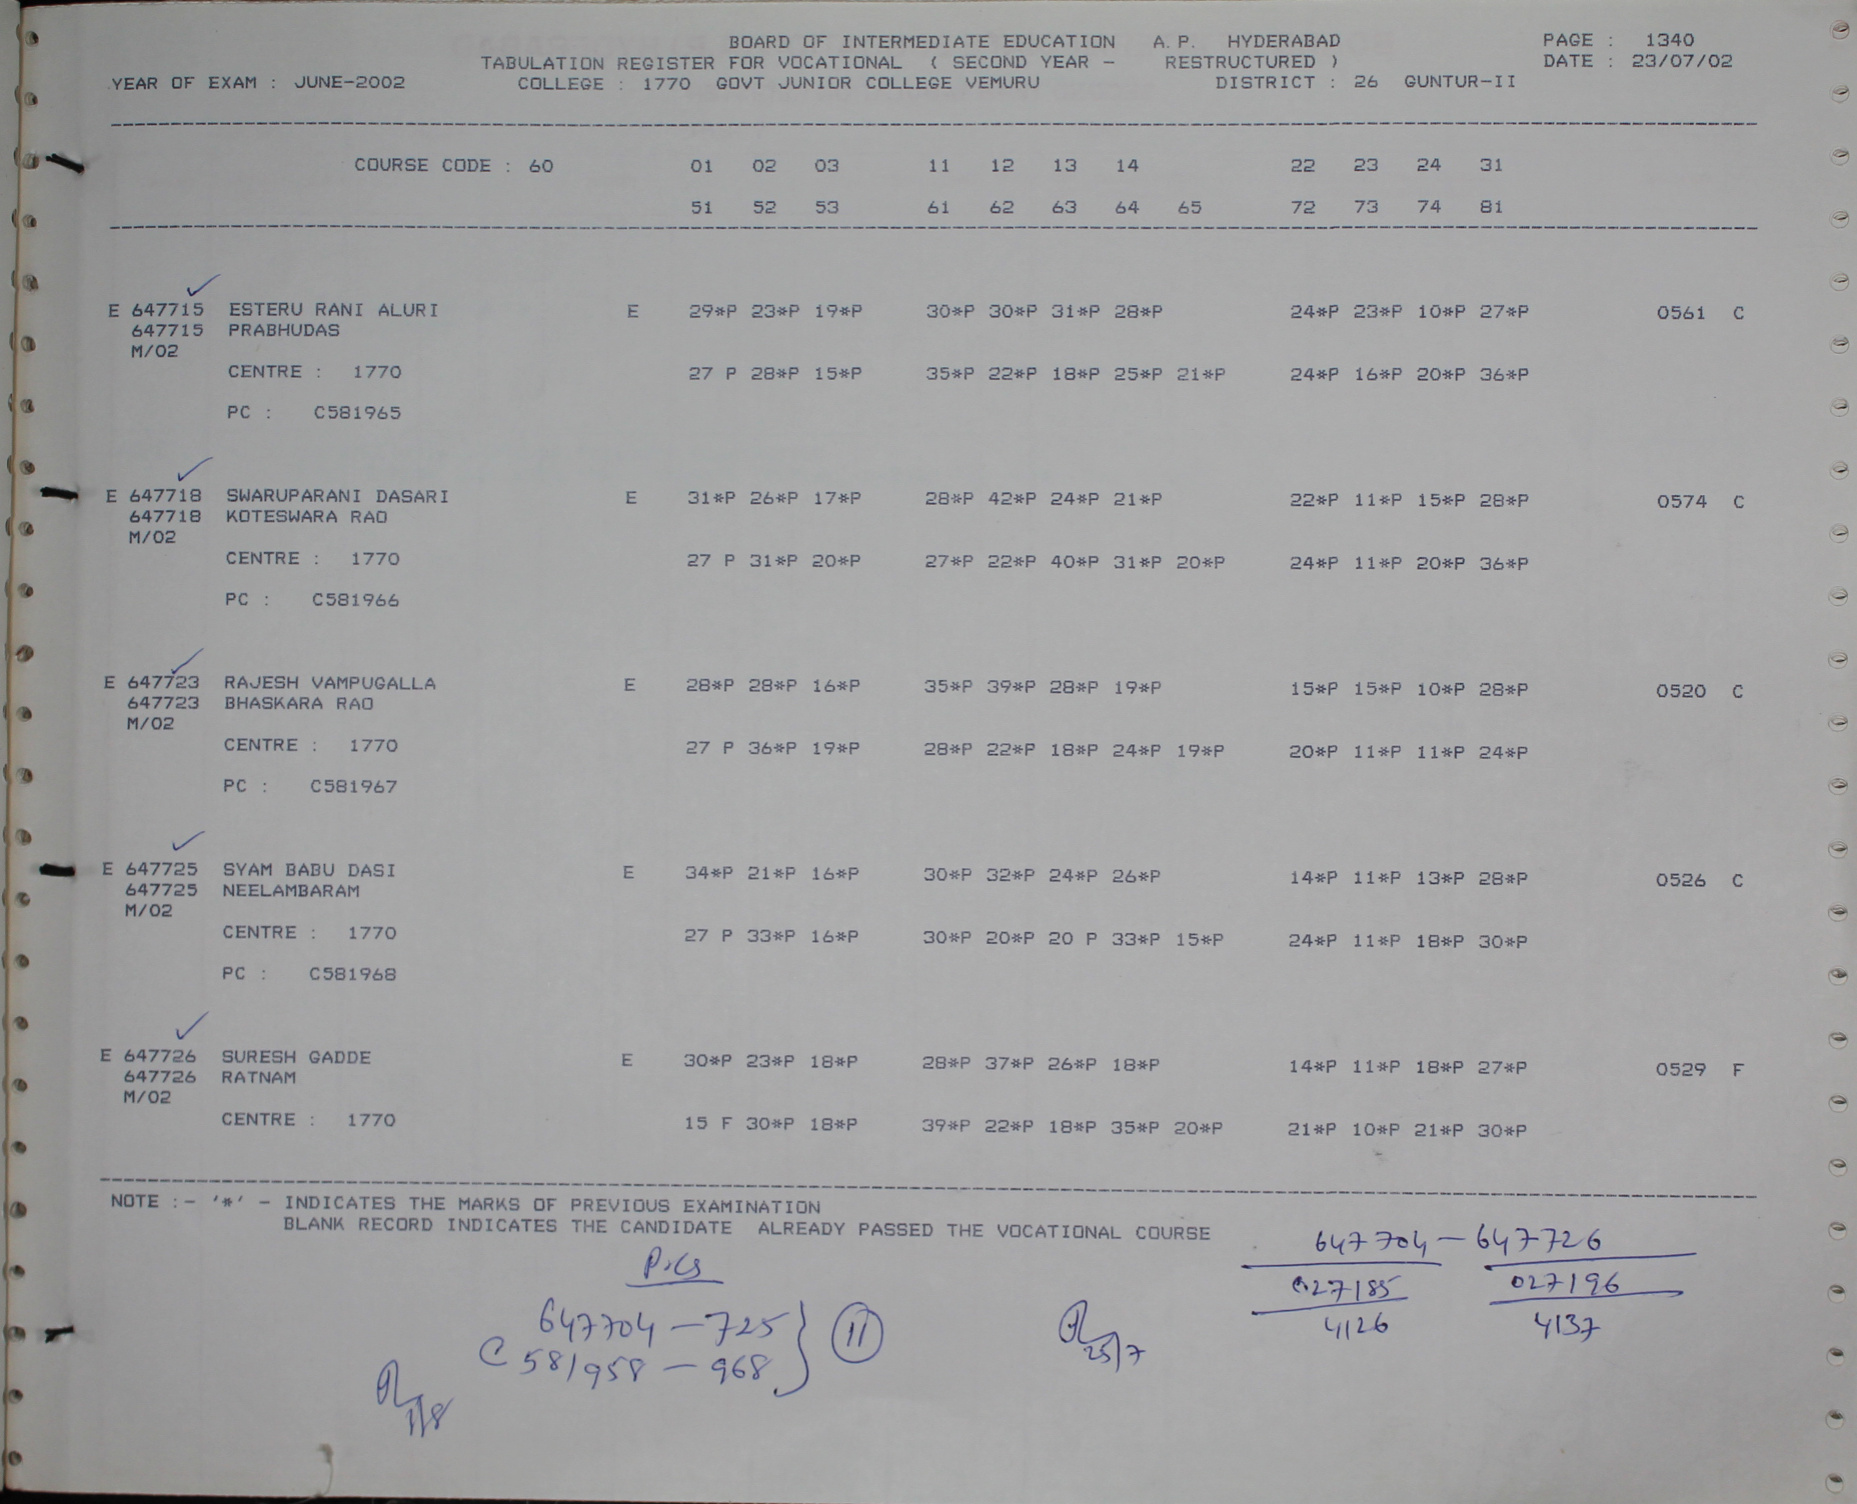 BOARD OF INTERMEDIATE EDUCATION A.P. HYDERABAD PAGE : 1340
TABULATION REGISTER FOR VOCATIONAL ( SECOND YEAR - RESTRUCTURED ) DATE : 23/07/02
YEAR OF EXAM : JUNE-2002 COLLEGE : 1770 GOVT JUNIOR COLLEGE VEMURU DISTRICT : 26 GUNTUR-II
COURSE CODE : 60 01 02 03 11 12 13 14 22 23 24 31
51 52 53 61 62 63 64 65 72 73 74 81
E 647715 ESTERU RANI ALURI E 29*P 23*P 19*P 30*P 30*P 31*P 28*P 24*P 23*P 10*P 27*P 0561 C
647715 PRABHUDAS
M/02
CENTRE : 1770 27 P 28*P 15*P 35*P 22*P 18*P 25*P 21*P 24*P 16*P 20*P 36*P
PC : C581965
E 647718 SWARUPARANI DASARI E 31*P 26*P 17*P 28*P 42*P 24*P 21*P 22*P 11*P 15*P 28*P 0574 C
647718 KOTESWARA RAO
M/02
CENTRE : 1770 27 P 31*P 20*P 27*P 22*P 40*P 31*P 20*P 24*P 11*P 20*P 36*P
PC : C581966
E 647723 RAJESH VAMPUGALLA E 28*P 28*P 16*P 35*P 39*P 28*P 19*P 15*P 15*P 10*P 28*P 0520 C
647723 BHASKARA RAO
M/02
CENTRE : 1770 27 P 36*P 19*P 28*P 22*P 18*P 24*P 19*P 20*P 11*P 11*P 24*P
PC : C581967
E 647725 SYAM BABU DASI E 34*P 21*P 16*P 30*P 32*P 24*P 26*P 14*P 11*P 13*P 28*P 0526 C
647725 NEELAMBARAM
M/02
CENTRE : 1770 27 P 33*P 16*P 30*P 20*P 20 P 33*P 15*P 24*P 11*P 18*P 30*P
PC : C581968
E 647726 SURESH GADDE E 30*P 23*P 18*P 28*P 37*P 26*P 18*P 14*P 11*P 18*P 27*P 0529 F
647726 RATNAM
M/02
CENTRE : 1770 15 F 30*P 18*P 39*P 22*P 18*P 35*P 20*P 21*P 10*P 21*P 30*P
NOTE :- '*' - INDICATES THE MARKS OF PREVIOUS EXAMINATION
BLANK RECORD INDICATES THE CANDIDATE ALREADY PASSED THE VOCATIONAL COURSE
647704 - 647726
027185 027196
4126 4137
P.Cs
647704 - 725
C 581958 - 968
11
25/7
1/8